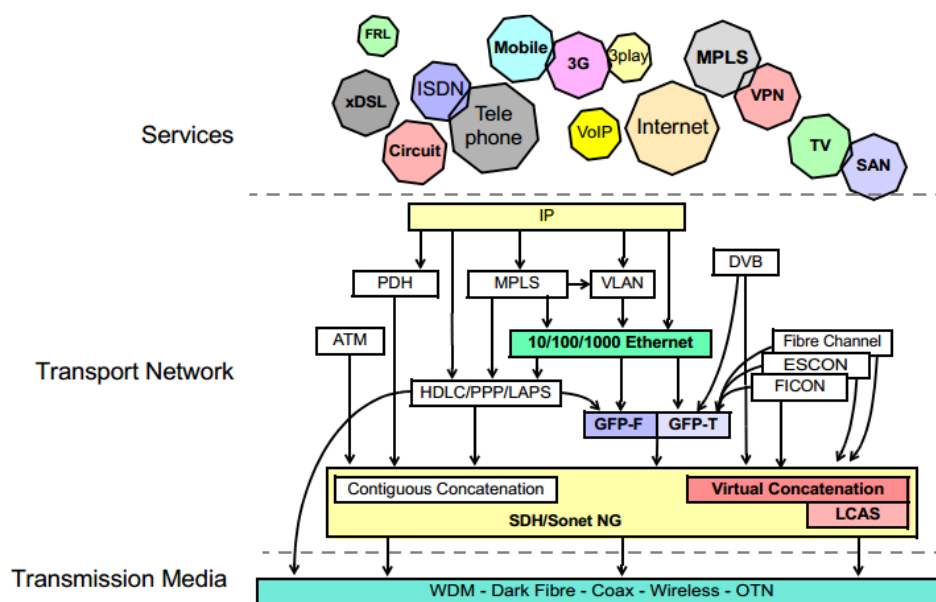 FRL
Mobile
3G
3play
MPLS
xDSL
ISDN
Tele
phone
VoIP
Internet
VPN
Services
Circuit
TV
SAN
IP
DVB
PDH
MPLS
VLAN
ATM
10/100/1000 Ethernet
Fibre Channel
ESCON
Transport Network
HDLC/PPP/LAPS
FICON
GFP-F
GFP-T
Contiguous Concatenation
Virtual Concatenation
SDH/Sonet NG
LCAS
Transmission Media
WDM - Dark Fibre - Coax - Wireless - OTN